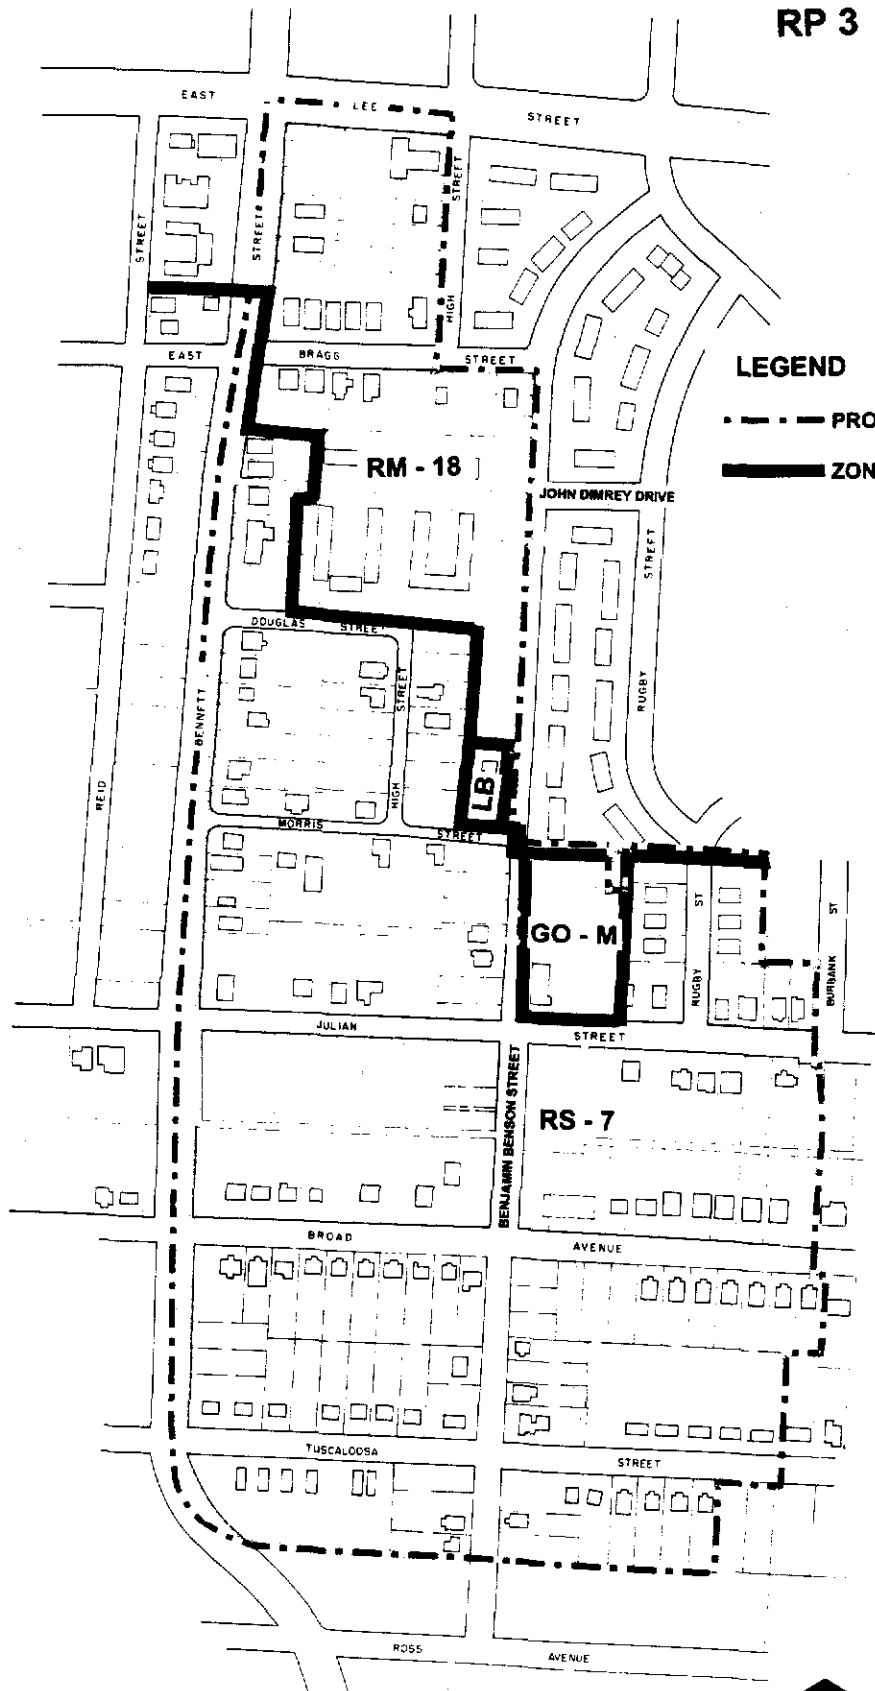 RP 3
EAST LEE STREET
STREET
STREET
STREET
HIGH
EAST BRAGG STREET
LEGEND
PRO
ZON
RM - 18
JOHN DIMREY DRIVE
STREET
RUGBY
DOUGLAS STREET
STREET
HIGH
BENNETT
REID
LB
MORRIS STREET
GO - M
ST
RUGBY
ST
BURBANK
JULIAN STREET
BENJAMIN BENSON STREET
RS - 7
BROAD AVENUE
TUSCALOOSA STREET
ROSS AVENUE